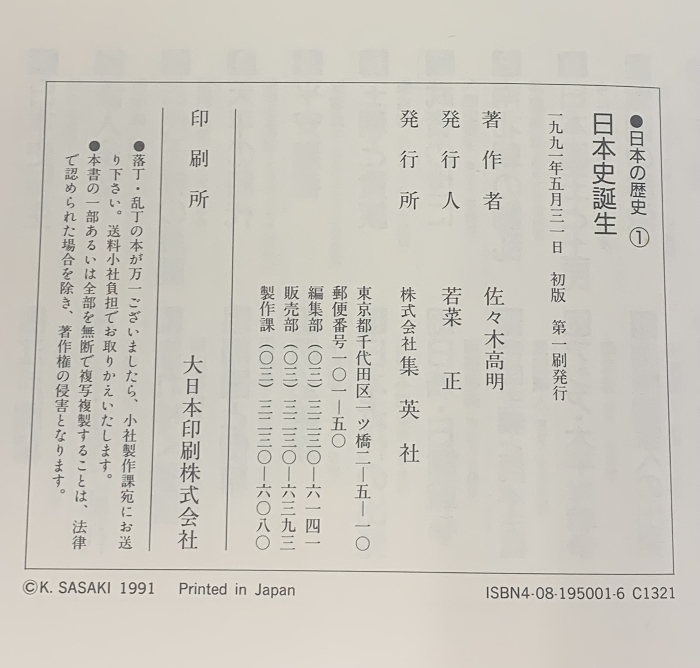 ●日本の歴史 ①
日本史誕生
一九九一年五月三一日　初版　第一刷発行
著作者　佐々木高明
発行人　若菜　正
発行所　株式会社集英社
東京都千代田区一ツ橋二―五―一〇
郵便番号一〇一―五〇
編集部（〇三）三二三〇―六一四一
販売部（〇三）三二三〇―六三九三
製作課（〇三）三二三〇―六〇八〇
印刷所　大日本印刷株式会社
●落丁・乱丁の本が万一ございましたら、小社製作課宛にお送
り下さい。送料小社負担でお取りかえいたします。
●本書の一部あるいは全部を無断で複写複製することは、法律
で認められた場合を除き、著作権の侵害となります。
©K. SASAKI 1991　Printed in Japan
ISBN4-08-195001-6 C1321